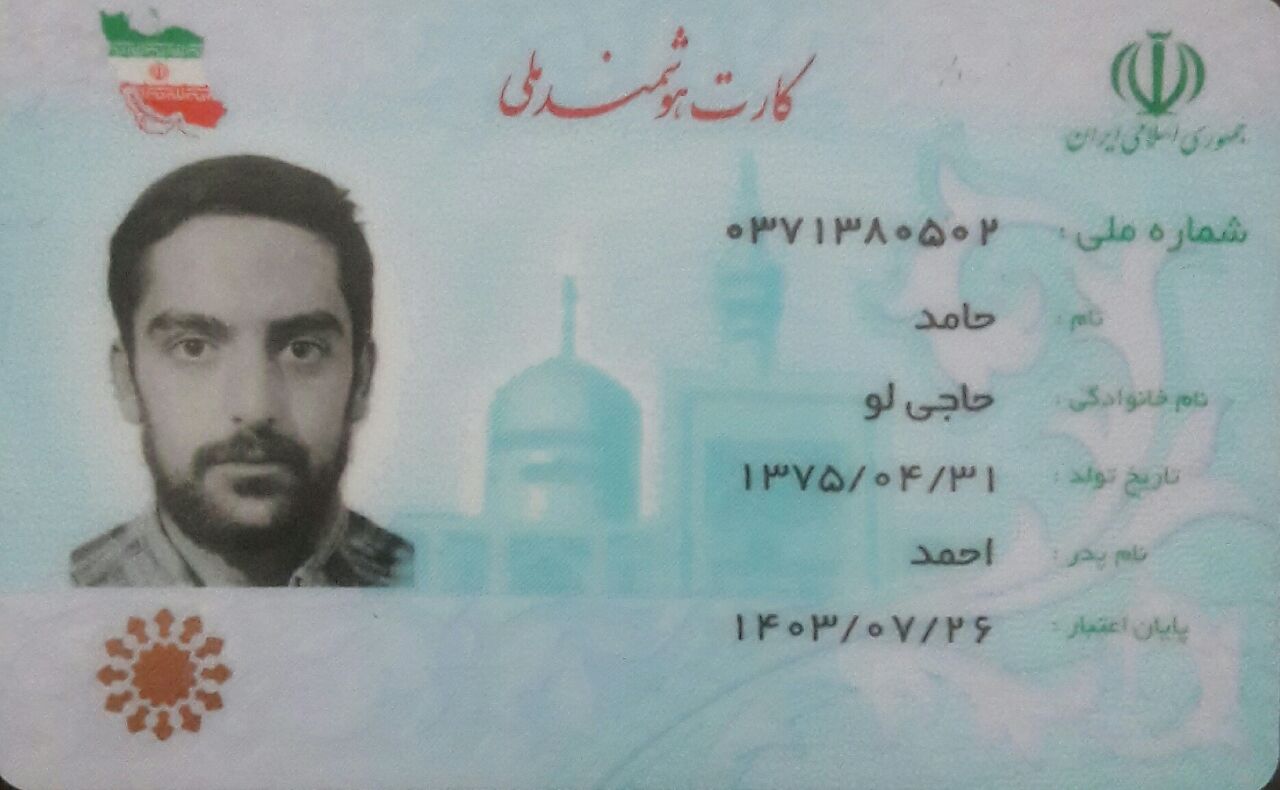 کارت هوشمند ملی
جمهوری اسلامی ایران
شماره ملی: ۰۳۷۱۳۸۰۵۰۲
نام: حامد
نام خانوادگی: حاجی لو
تاریخ تولد: ۱۳۷۵/۰۴/۳۱
نام پدر: احمد
پایان اعتبار: ۱۴۰۳/۰۷/۲۶